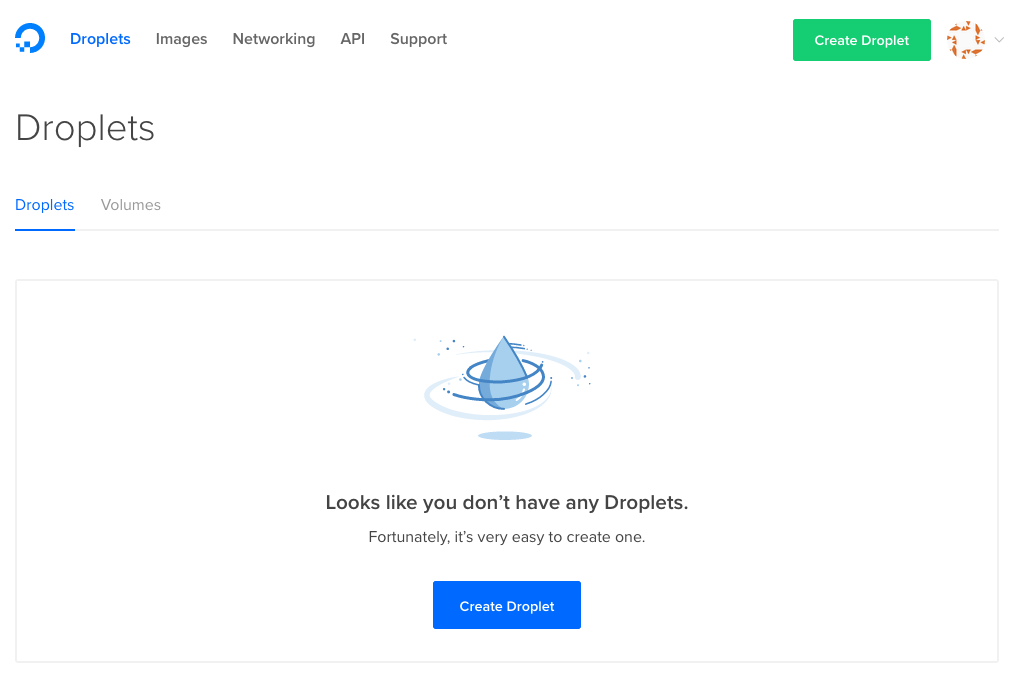 Droplets Images Networking API Support Create Droplet
Droplets
Droplets Volumes
Looks like you don’t have any Droplets.
Fortunately, it’s very easy to create one.
Create Droplet